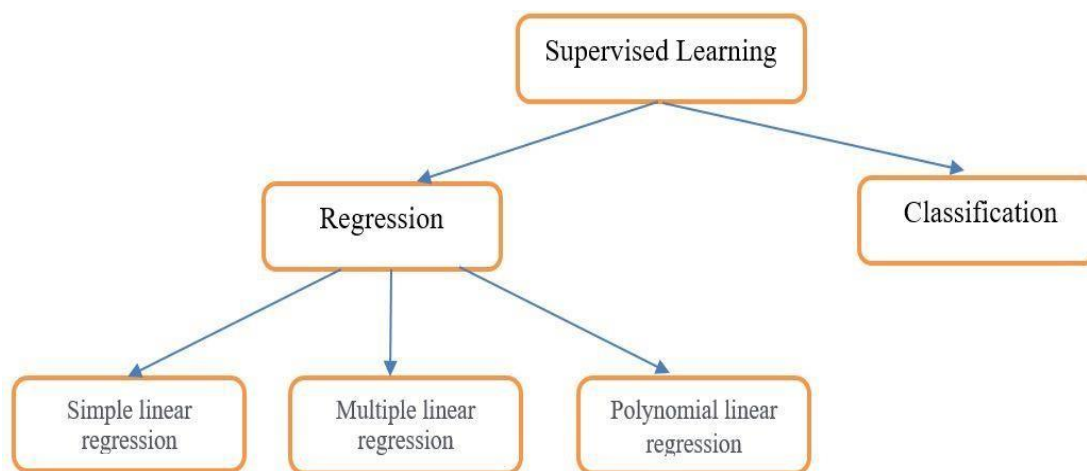 Supervised Learning
Regression
Classification
Simple linear
regression
Multiple linear
regression
Polynomial linear
regression